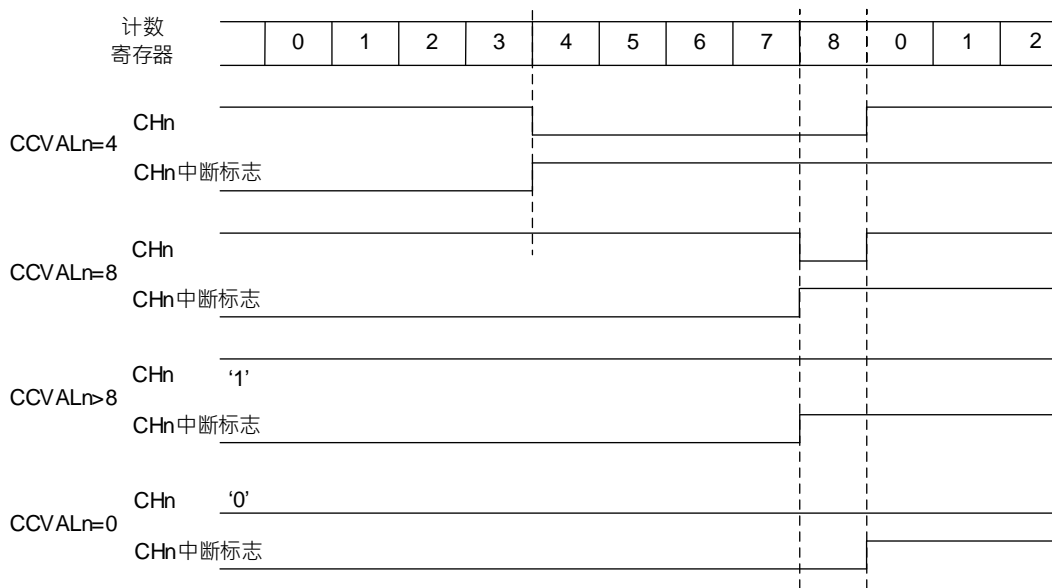 计数
寄存器
0 1 2 3 4 5 6 7 8 0 1 2
CCVALn=4
CHn
CHn中断标志
CCVALn=8
CHn
CHn中断标志
CCVALn>8
CHn ‘1’
CHn中断标志
CCVALn=0
CHn ‘0’
CHn中断标志